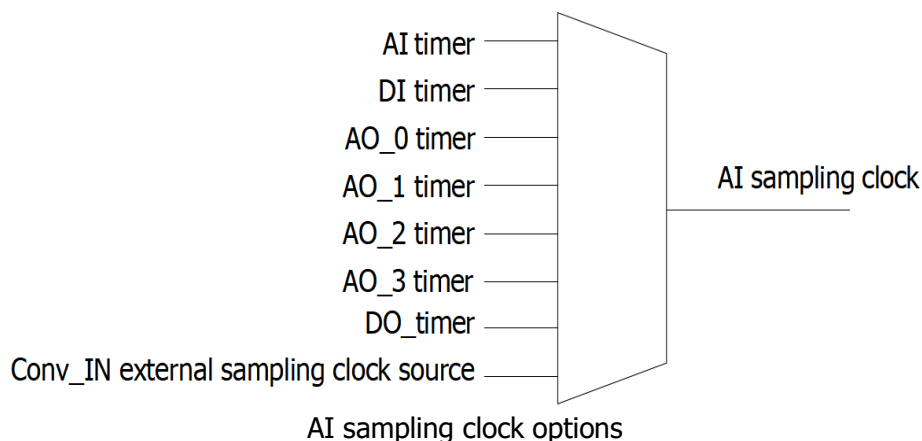 AI timer
DI timer
AO_0 timer
AO_1 timer
AI sampling clock
AO_2 timer
AO_3 timer
DO_timer
Conv_IN external sampling clock source
AI sampling clock options